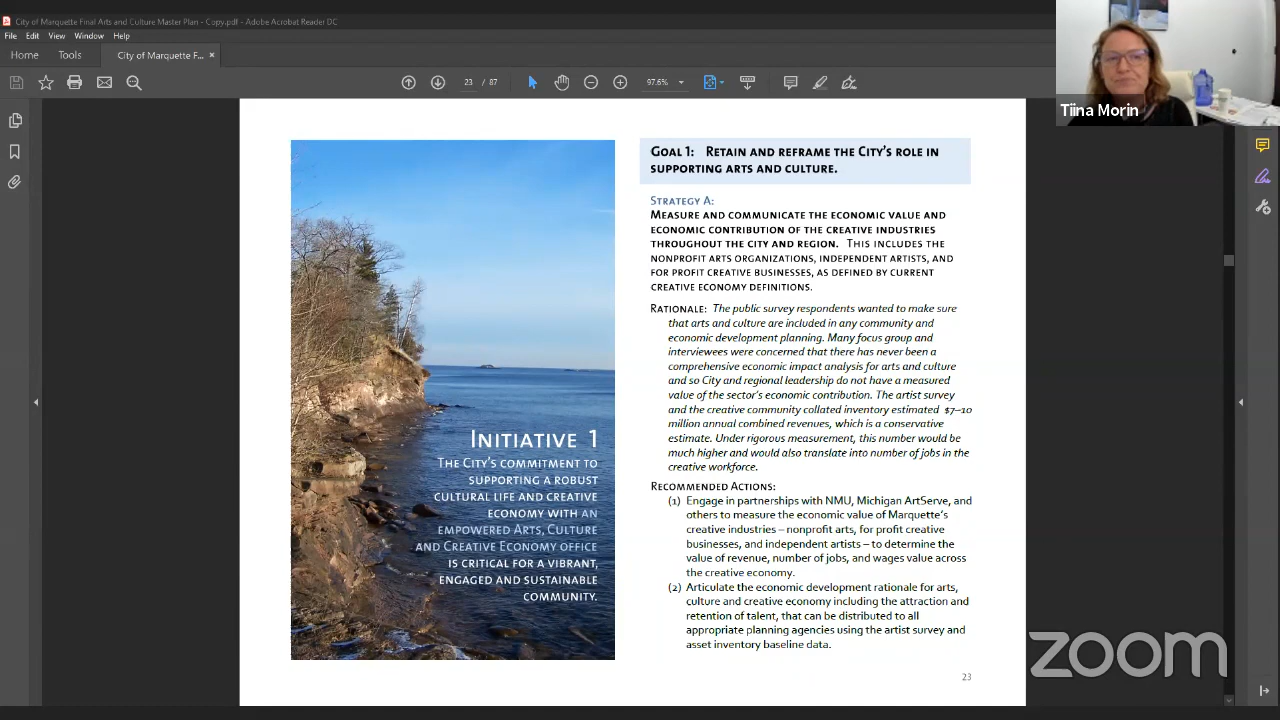 City of Marquette Final Arts and Culture Master Plan - Copy.pdf - Adobe Acrobat Reader DC
File Edit View Window Help
Home Tools City of Marquette F... ×
23 / 87 97.6%
Tiina Morin
GOAL 1: RETAIN AND REFRAME THE CITY'S ROLE IN
SUPPORTING ARTS AND CULTURE.
STRATEGY A:
MEASURE AND COMMUNICATE THE ECONOMIC VALUE AND
ECONOMIC CONTRIBUTION OF THE CREATIVE INDUSTRIES
THROUGHOUT THE CITY AND REGION. THIS INCLUDES THE
NONPROFIT ARTS ORGANIZATIONS, INDEPENDENT ARTISTS, AND
FOR PROFIT CREATIVE BUSINESSES, AS DEFINED BY CURRENT
CREATIVE ECONOMY DEFINITIONS.
RATIONALE: The public survey respondents wanted to make sure
that arts and culture are included in any community and
economic development planning. Many focus group and
interviewees were concerned that there has never been a
comprehensive economic impact analysis for arts and culture
and so City and regional leadership do not have a measured
value of the sector's economic contribution. The artist survey
and the creative community collated inventory estimated $7–10
million annual combined revenues, which is a conservative
estimate. Under rigorous measurement, this number would be
much higher and would also translate into number of jobs in the
creative workforce.
RECOMMENDED ACTIONS:
(1) Engage in partnerships with NMU, Michigan ArtServe, and
others to measure the economic value of Marquette's
creative industries – nonprofit arts, for profit creative
businesses, and independent artists – to determine the
value of revenue, number of jobs, and wages value across
the creative economy.
(2) Articulate the economic development rationale for arts,
culture and creative economy including the attraction and
retention of talent, that can be distributed to all
appropriate planning agencies using the artist survey and
asset inventory baseline data.
INITIATIVE 1
THE CITY'S COMMITMENT TO
SUPPORTING A ROBUST
CULTURAL LIFE AND CREATIVE
ECONOMY WITH AN
EMPOWERED ARTS, CULTURE
AND CREATIVE ECONOMY OFFICE
IS CRITICAL FOR A VIBRANT,
ENGAGED AND SUSTAINABLE
COMMUNITY.
23
zoom